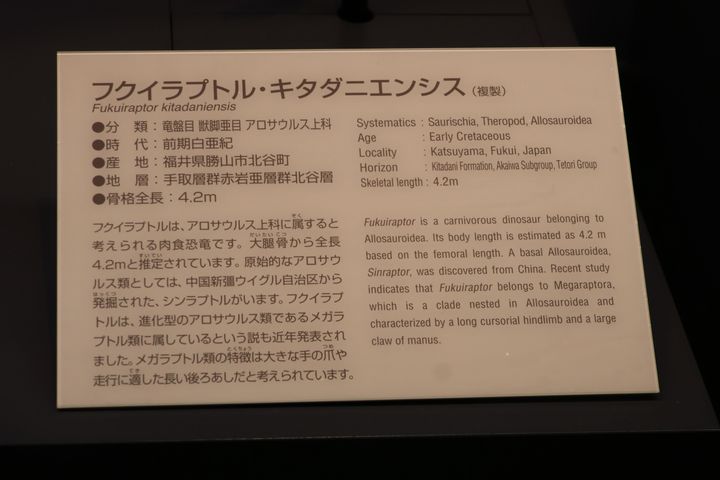 フクイラプトル・キタダニエンシス（複製）
Fukuiraptor kitadaniensis
●分　類：竜盤目 獣脚亜目 アロサウルス上科
●時　代：前期白亜紀
●産　地：福井県勝山市北谷町
●地　層：手取層群赤岩亜層群北谷層
●骨格全長：4.2m
Systematics : Saurischia, Theropod, Allosauroidea
Age : Early Cretaceous
Locality : Katsuyama, Fukui, Japan
Horizon : Kitadani Formation, Akaiwa Subgroup, Tetori Group
Skeletal length : 4.2m
フクイラプトルは、アロサウルス上科に属すると
考えられる肉食恐竜です。大腿骨から全長
4.2mと推定されています。原始的なアロサウ
ルス類としては、中国新彊ウイグル自治区から
発掘された、シンラプトルがいます。フクイラプ
トルは、進化型のアロサウルス類であるメガラ
プトル類に属しているという説も近年発表され
ました。メガラプトル類の特徴は大きな手の爪や
走行に適した長い後ろあしだと考えられています。
Fukuiraptor is a carnivorous dinosaur belonging to
Allosauroidea. Its body length is estimated as 4.2 m
based on the femoral length. A basal Allosauroidea,
Sinraptor, was discovered from China. Recent study
indicates that Fukuiraptor belongs to Megaraptora,
which is a clade nested in Allosauroidea and
characterized by a long cursorial hindlimb and a large
claw of manus.